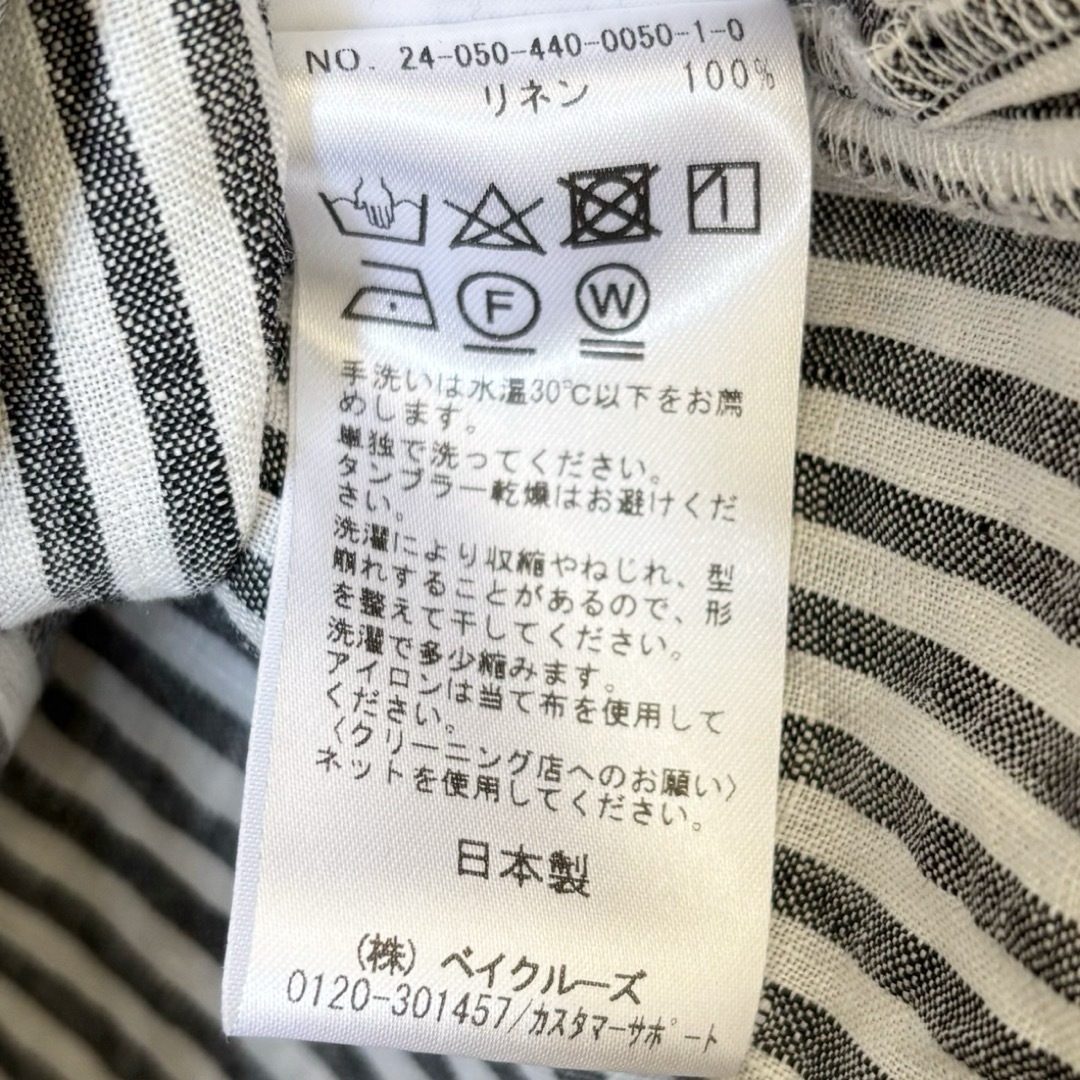 NO. 24-050-440-0050-1-0
リネン 100%
F W
手洗いは水温30℃以下をお薦
めします。
単独で洗ってください。
タンブラー乾燥はお避けくだ
さい。
洗濯により収縮やねじれ、型
崩れすることがあるので、形
を整えて干してください。
洗濯で多少縮みます。
アイロンは当て布を使用して
ください。
〈クリーニング店へのお願い〉
ネットを使用してください。
日本製
(株) ベイクルーズ
0120-301457/カスタマーサポート